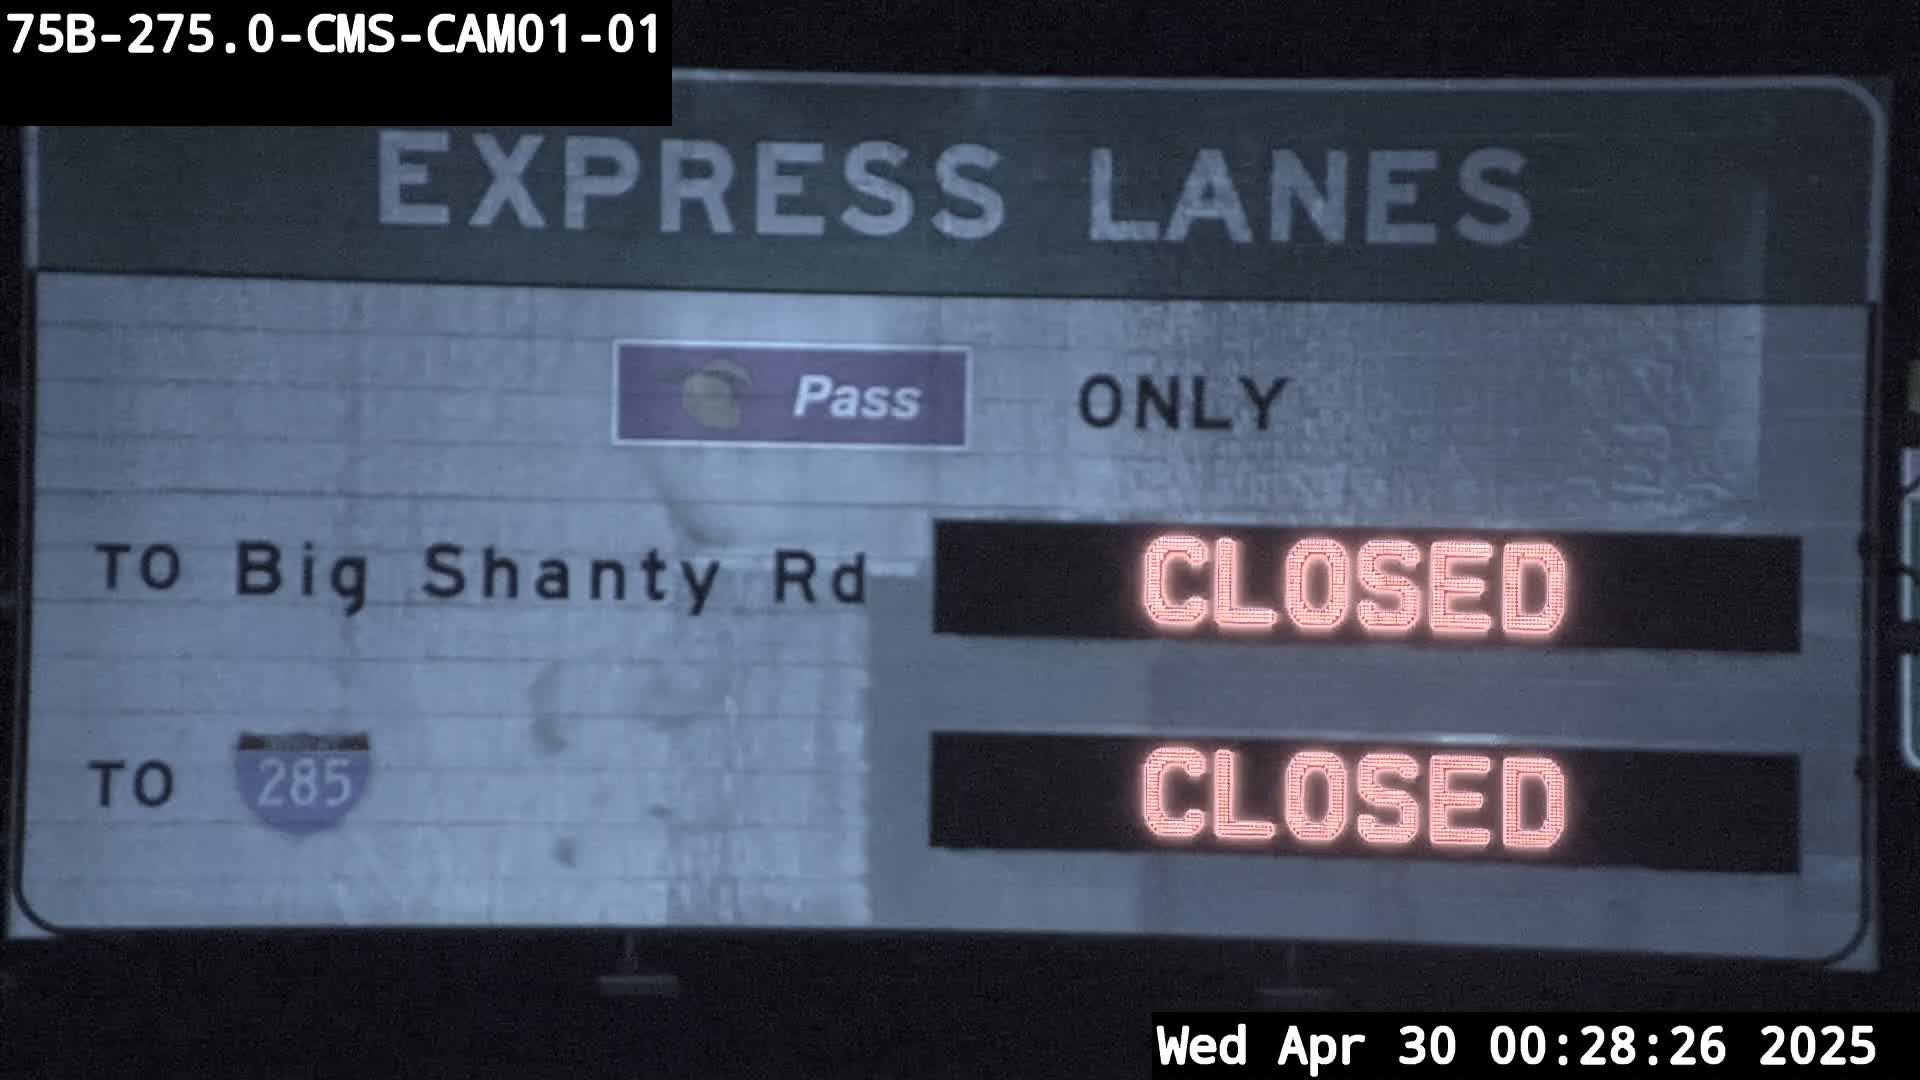 75B-275.0-CMS-CAM01-01
EXPRESS LANES
Pass ONLY
TO Big Shanty Rd CLOSED
TO 285 CLOSED
Wed Apr 30 00:28:26 2025